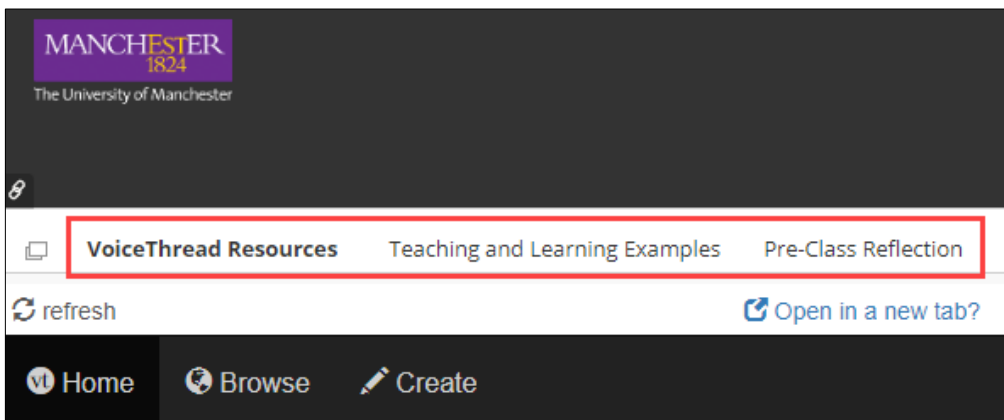 MANCHESTER
1824
The University of Manchester
VoiceThread Resources Teaching and Learning Examples Pre-Class Reflection
refresh Open in a new tab?
vt Home Browse Create